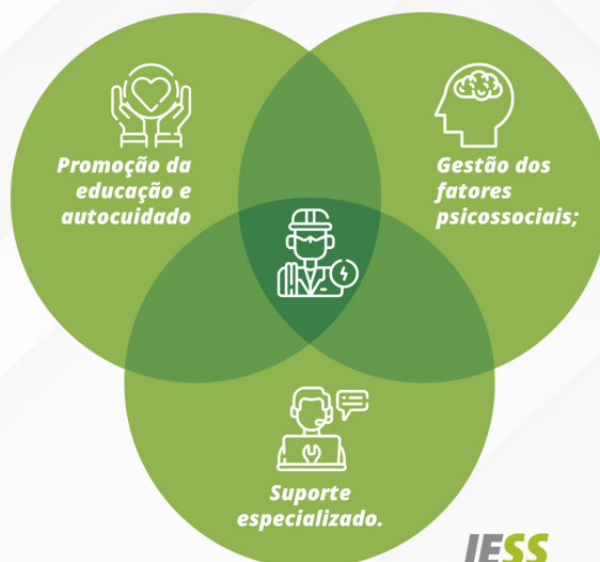 Promoção da
educação e
autocuidado
Gestão dos
fatores
psicossociais;
Suporte
especializado.
IESS